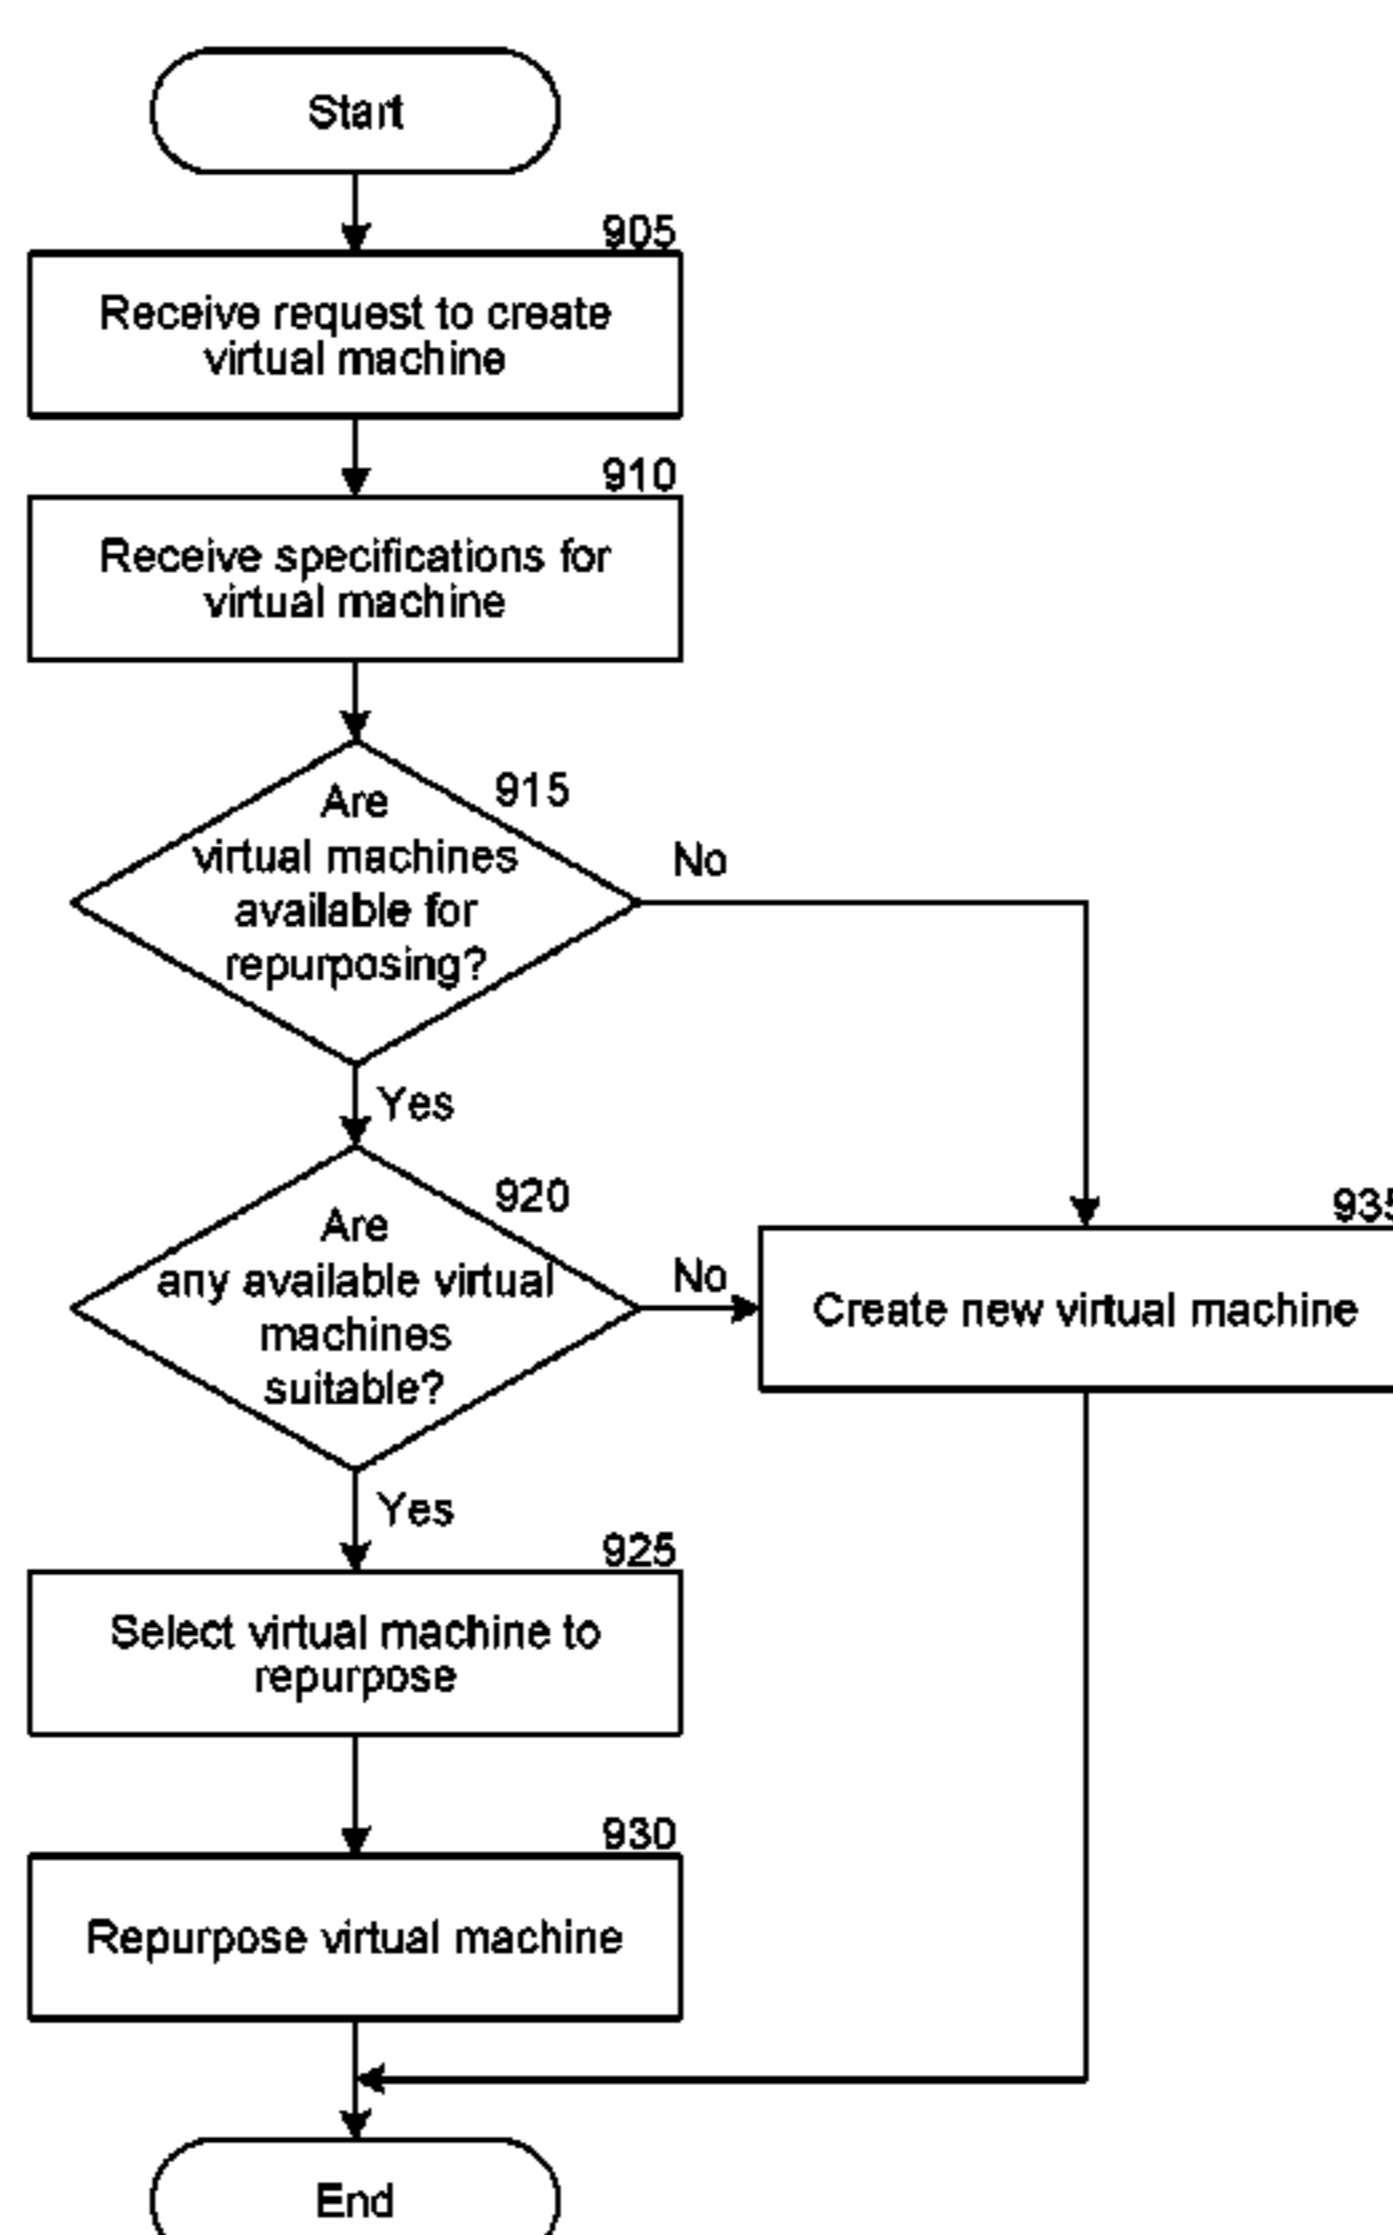 Start
905
Receive request to create
virtual machine
910
Receive specifications for
virtual machine
915
Are
virtual machines
available for
repurposing?
No
Yes
920
Are
any available virtual
machines
suitable?
No
935
Create new virtual machine
Yes
925
Select virtual machine to
repurpose
930
Repurpose virtual machine
End